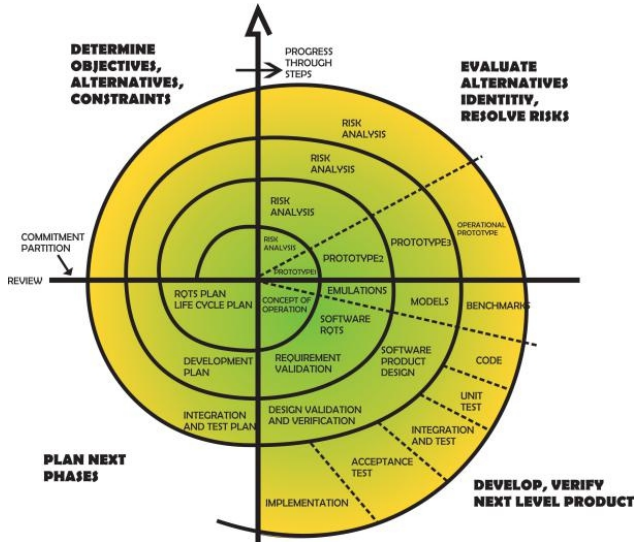 DETERMINE
OBJECTIVES,
ALTERNATIVES,
CONSTRAINTS
PROGRESS
THROUGH
STEPS
EVALUATE
ALTERNATIVES
IDENTITIY,
RESOLVE RISKS
RISK
ANALYSIS
RISK
ANALYSIS
RISK
ANALYSIS
RISK
ANALYSIS
PROTOTYPE1
PROTOTYPE2
PROTOTYPE3
OPERATIONAL
PROTOTYPE
COMMITMENT
PARTITION
REVIEW
RQTS PLAN
LIFE CYCLE PLAN
CONCEPT OF
OPERATION
EMULATIONS
MODELS
BENCHMARKS
SOFTWARE
RQTS
SOFTWARE
PRODUCT
DESIGN
CODE
DEVELOPMENT
PLAN
REQUIREMENT
VALIDATION
UNIT
TEST
INTEGRATION
AND TEST PLAN
DESIGN VALIDATION
AND VERIFICATION
INTEGRATION
AND TEST
ACCEPTANCE
TEST
IMPLEMENTATION
PLAN NEXT
PHASES
DEVELOP, VERIFY
NEXT LEVEL PRODUCT